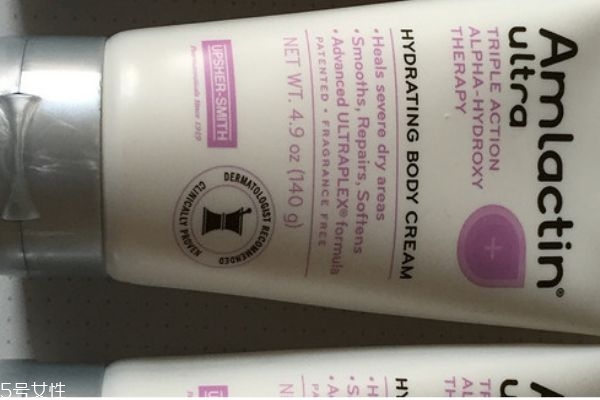 Amlactin®
ultra
TRIPLE ACTION
ALPHA-HYDROXY
THERAPY
HYDRATING BODY CREAM
•Heals severe dry areas
•Smooths, Repairs, Softens
•Advanced ULTRAPLEX® formula
PATENTED • FRAGRANCE FREE
NET WT. 4.9 oz (140 g)
UPSHER-SMITH
DERMATOLOGIST RECOMMENDED
CLINICALLY PROVEN
5号女性